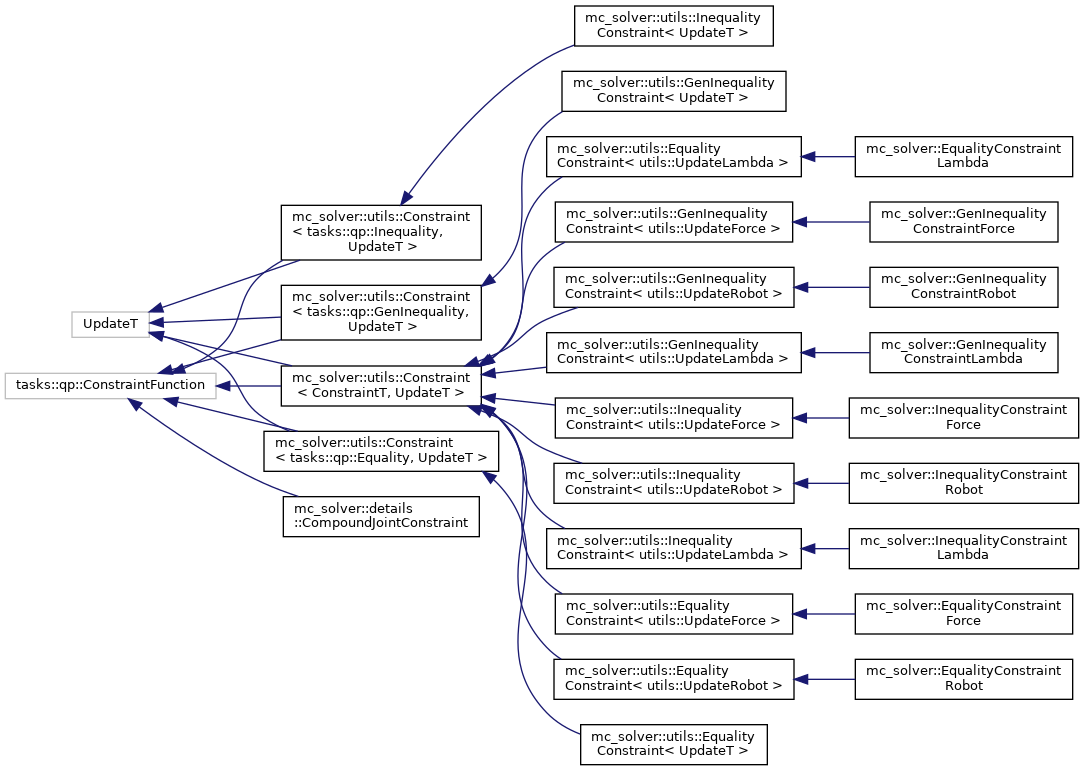 mc_solver::utils::Inequality
Constraint< UpdateT >
mc_solver::utils::GenInequality
Constraint< UpdateT >
mc_solver::utils::Equality
Constraint< utils::UpdateLambda >
mc_solver::EqualityConstraint
Lambda
mc_solver::utils::GenInequality
Constraint< utils::UpdateForce >
mc_solver::GenInequality
ConstraintForce
mc_solver::utils::Constraint
< tasks::qp::Inequality,
UpdateT >
mc_solver::utils::GenInequality
Constraint< utils::UpdateRobot >
mc_solver::GenInequality
ConstraintRobot
mc_solver::utils::Constraint
< tasks::qp::GenInequality,
UpdateT >
UpdateT
mc_solver::utils::GenInequality
Constraint< utils::UpdateLambda >
mc_solver::GenInequality
ConstraintLambda
tasks::qp::ConstraintFunction
mc_solver::utils::Constraint
< ConstraintT, UpdateT >
mc_solver::utils::Inequality
Constraint< utils::UpdateForce >
mc_solver::InequalityConstraint
Force
mc_solver::utils::Constraint
< tasks::qp::Equality, UpdateT >
mc_solver::utils::Inequality
Constraint< utils::UpdateRobot >
mc_solver::InequalityConstraint
Robot
mc_solver::details
::CompoundJointConstraint
mc_solver::utils::Inequality
Constraint< utils::UpdateLambda >
mc_solver::InequalityConstraint
Lambda
mc_solver::utils::Equality
Constraint< utils::UpdateForce >
mc_solver::EqualityConstraint
Force
mc_solver::utils::Equality
Constraint< utils::UpdateRobot >
mc_solver::EqualityConstraint
Robot
mc_solver::utils::Equality
Constraint< UpdateT >